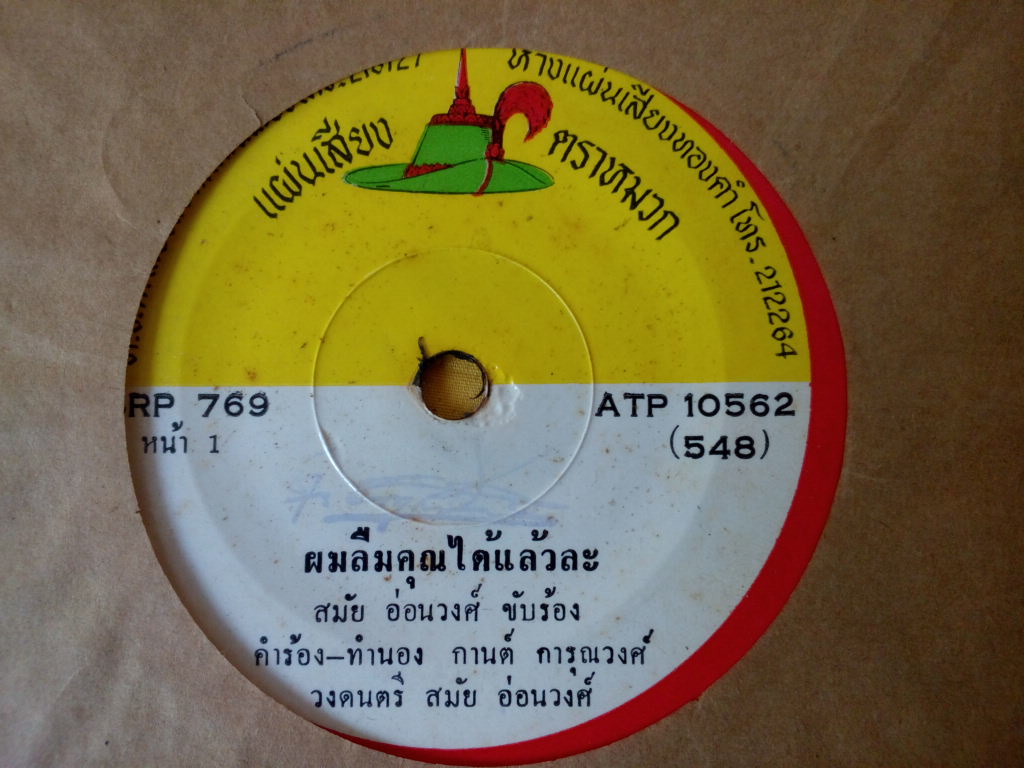 ห้างแผ่นเสียงทองคำ โทร. 212264
แผ่นเสียง ตราหมวก
RP 769
ATP 10562
หน้า 1
(548)
ผมลืมคุณได้แล้วละ
สมัย อ่อนวงศ์ ขับร้อง
คำร้อง–ทำนอง กานต์ การุณวงศ์
วงดนตรี สมัย อ่อนวงศ์